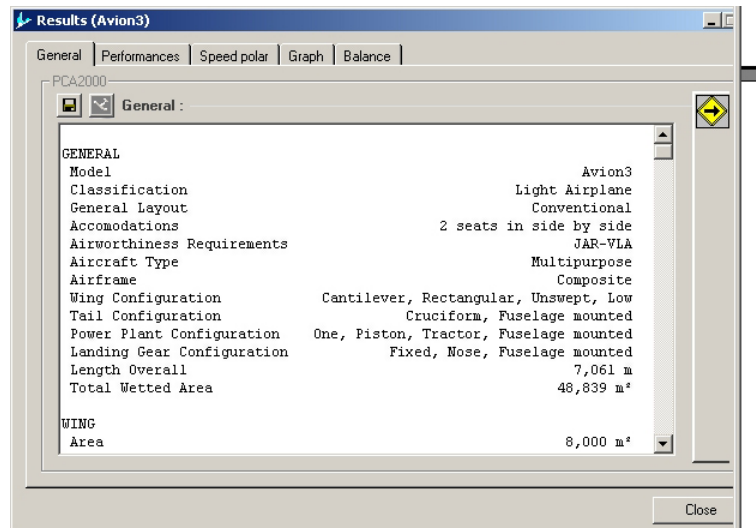 Results (Avion3)
General Performances Speed polar Graph Balance
PCA2000
General :
GENERAL
Model Avion3
Classification Light Airplane
General Layout Conventional
Accomodations 2 seats in side by side
Airworthiness Requirements JAR-VLA
Aircraft Type Multipurpose
Airframe Composite
Wing Configuration Cantilever, Rectangular, Unswept, Low
Tail Configuration Cruciform, Fuselage mounted
Power Plant Configuration One, Piston, Tractor, Fuselage mounted
Landing Gear Configuration Fixed, Nose, Fuselage mounted
Length Overall 7,061 m
Total Wetted Area 48,839 m²
WING
Area 8,000 m²
Close